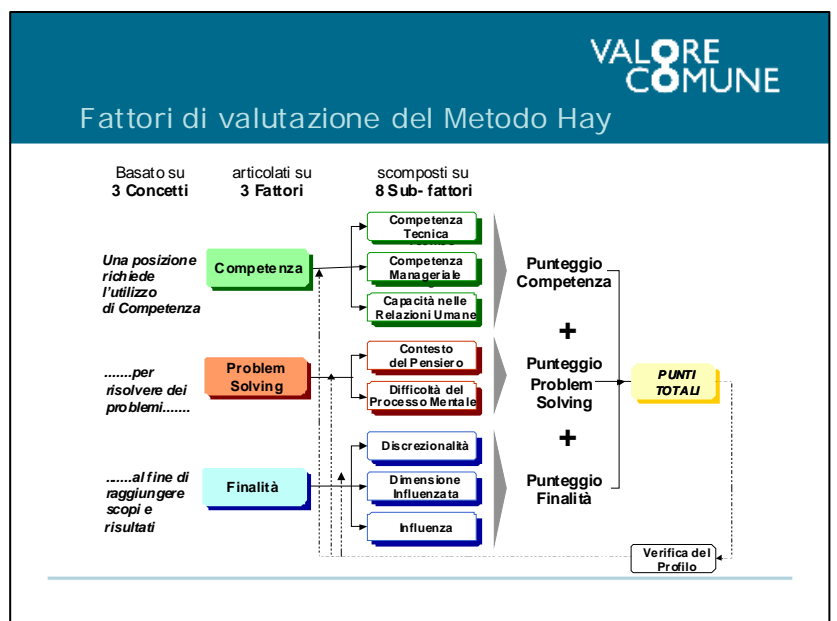 VALORE
COMUNE
Fattori di valutazione del Metodo Hay
Basato su
3 Concetti
articolati su
3 Fattori
scomposti su
8 Sub- fattori
Una posizione
richiede
l'utilizzo
di Competenza
Competenza
Competenza
Tecnica
Competenza
Manageriale
Capacità nelle
Relazioni Umane
Punteggio
Competenza
+
.......per
risolvere dei
problemi.......
Problem
Solving
Contesto
del Pensiero
Difficoltà del
Processo Mentale
Punteggio
Problem
Solving
PUNTI
TOTALI
+
......al fine di
raggiungere
scopi e
risultati
Finalità
Discrezionalità
Dimensione
Influenzata
Influenza
Punteggio
Finalità
Verifica del
Profilo